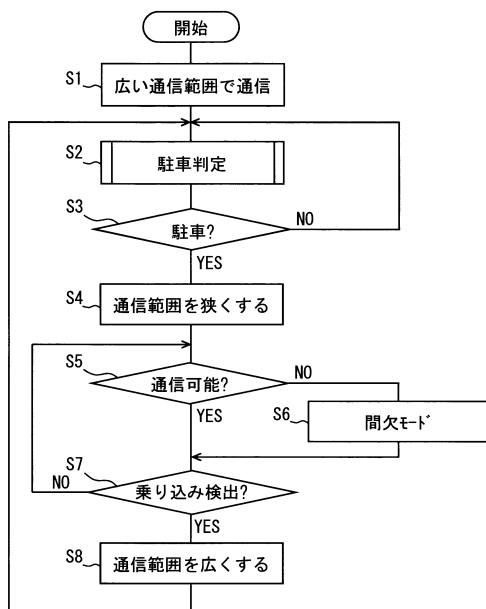 開始
S1
広い通信範囲で通信
S2
駐車判定
S3
駐車?
NO
YES
S4
通信範囲を狭くする
S5
通信可能?
NO
YES
S6
間欠モード
S7
乗り込み検出?
NO
YES
S8
通信範囲を広くする